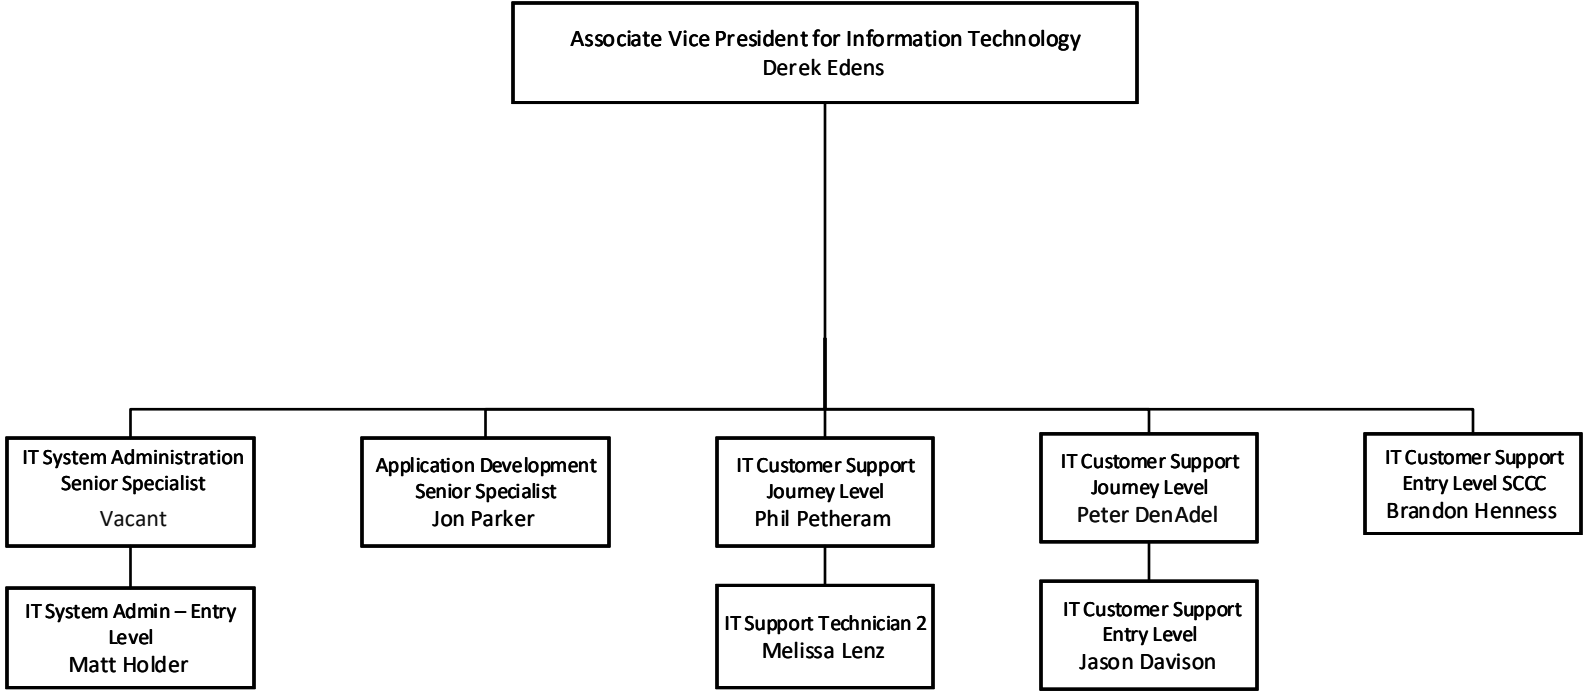 Associate Vice President for Information Technology
Derek Edens
IT System Administration
Senior Specialist
Vacant
Application Development
Senior Specialist
Jon Parker
IT Customer Support
Journey Level
Phil Petheram
IT Customer Support
Journey Level
Peter DenAdel
IT Customer Support
Entry Level SCCC
Brandon Henness
IT System Admin – Entry
Level
Matt Holder
IT Support Technician 2
Melissa Lenz
IT Customer Support
Entry Level
Jason Davison